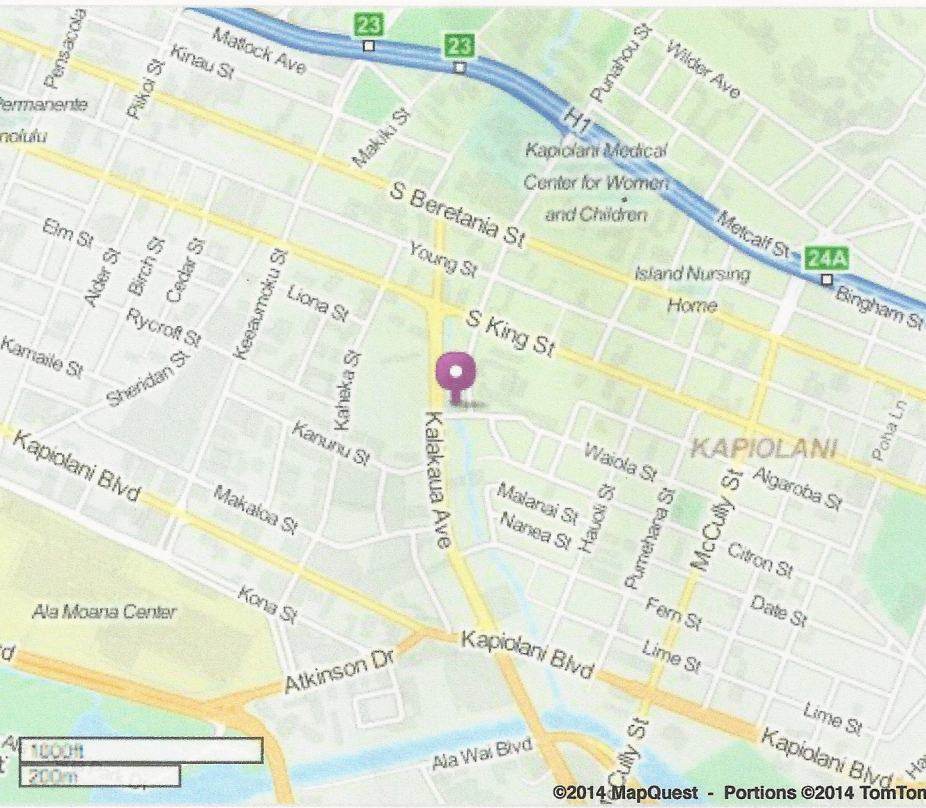 Pensacola
23
Matlock Ave
23
Punahou St
Wilder Ave
Kinau St
Piikoi St
Permanente
H1
Makiki St
Kapiolani Medical
Center for Women
and Children
S Beretania St
Metcalf St
24A
Elm St
Alder St
Birch St
Cedar St
Keeaumoku St
Young St
Island Nursing
Home
Bingham St
Liona St
Rycroft St
S King St
Kamaile St
Sheridan St
Kaheka St
Kalakaua Ave
Kanunu St
Poha Ln
KAPIOLANI
Waiola St
Kapiolani Blvd
Makaloa St
Malanai St
Nanea St
Hauoli St
Pumehana St
McCully St
Algaroba St
Citron St
Ala Moana Center
Kona St
Fern St
Date St
Kapiolani Blvd
Lime St
Atkinson Dr
Lime St
Kapiolani Blvd
Ala Wai Blvd
McCully St
1000ft
200m
©2014 MapQuest - Portions ©2014 TomTom